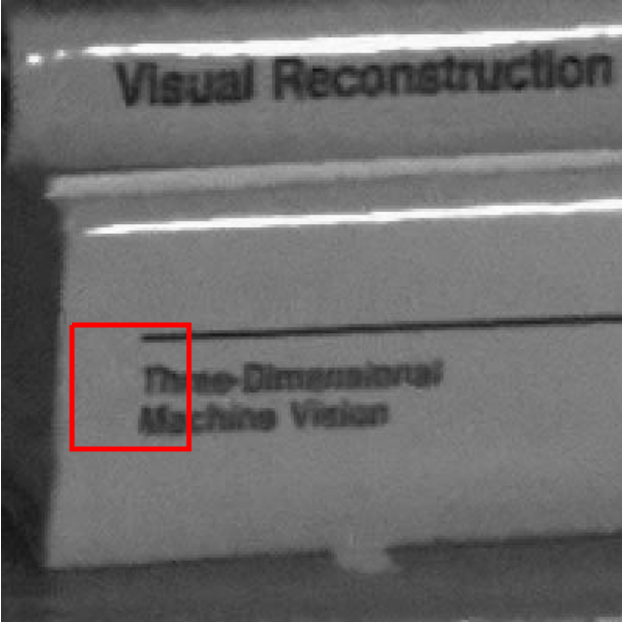 Visual Reconstruction
Three-Dimensional
Machine Vision